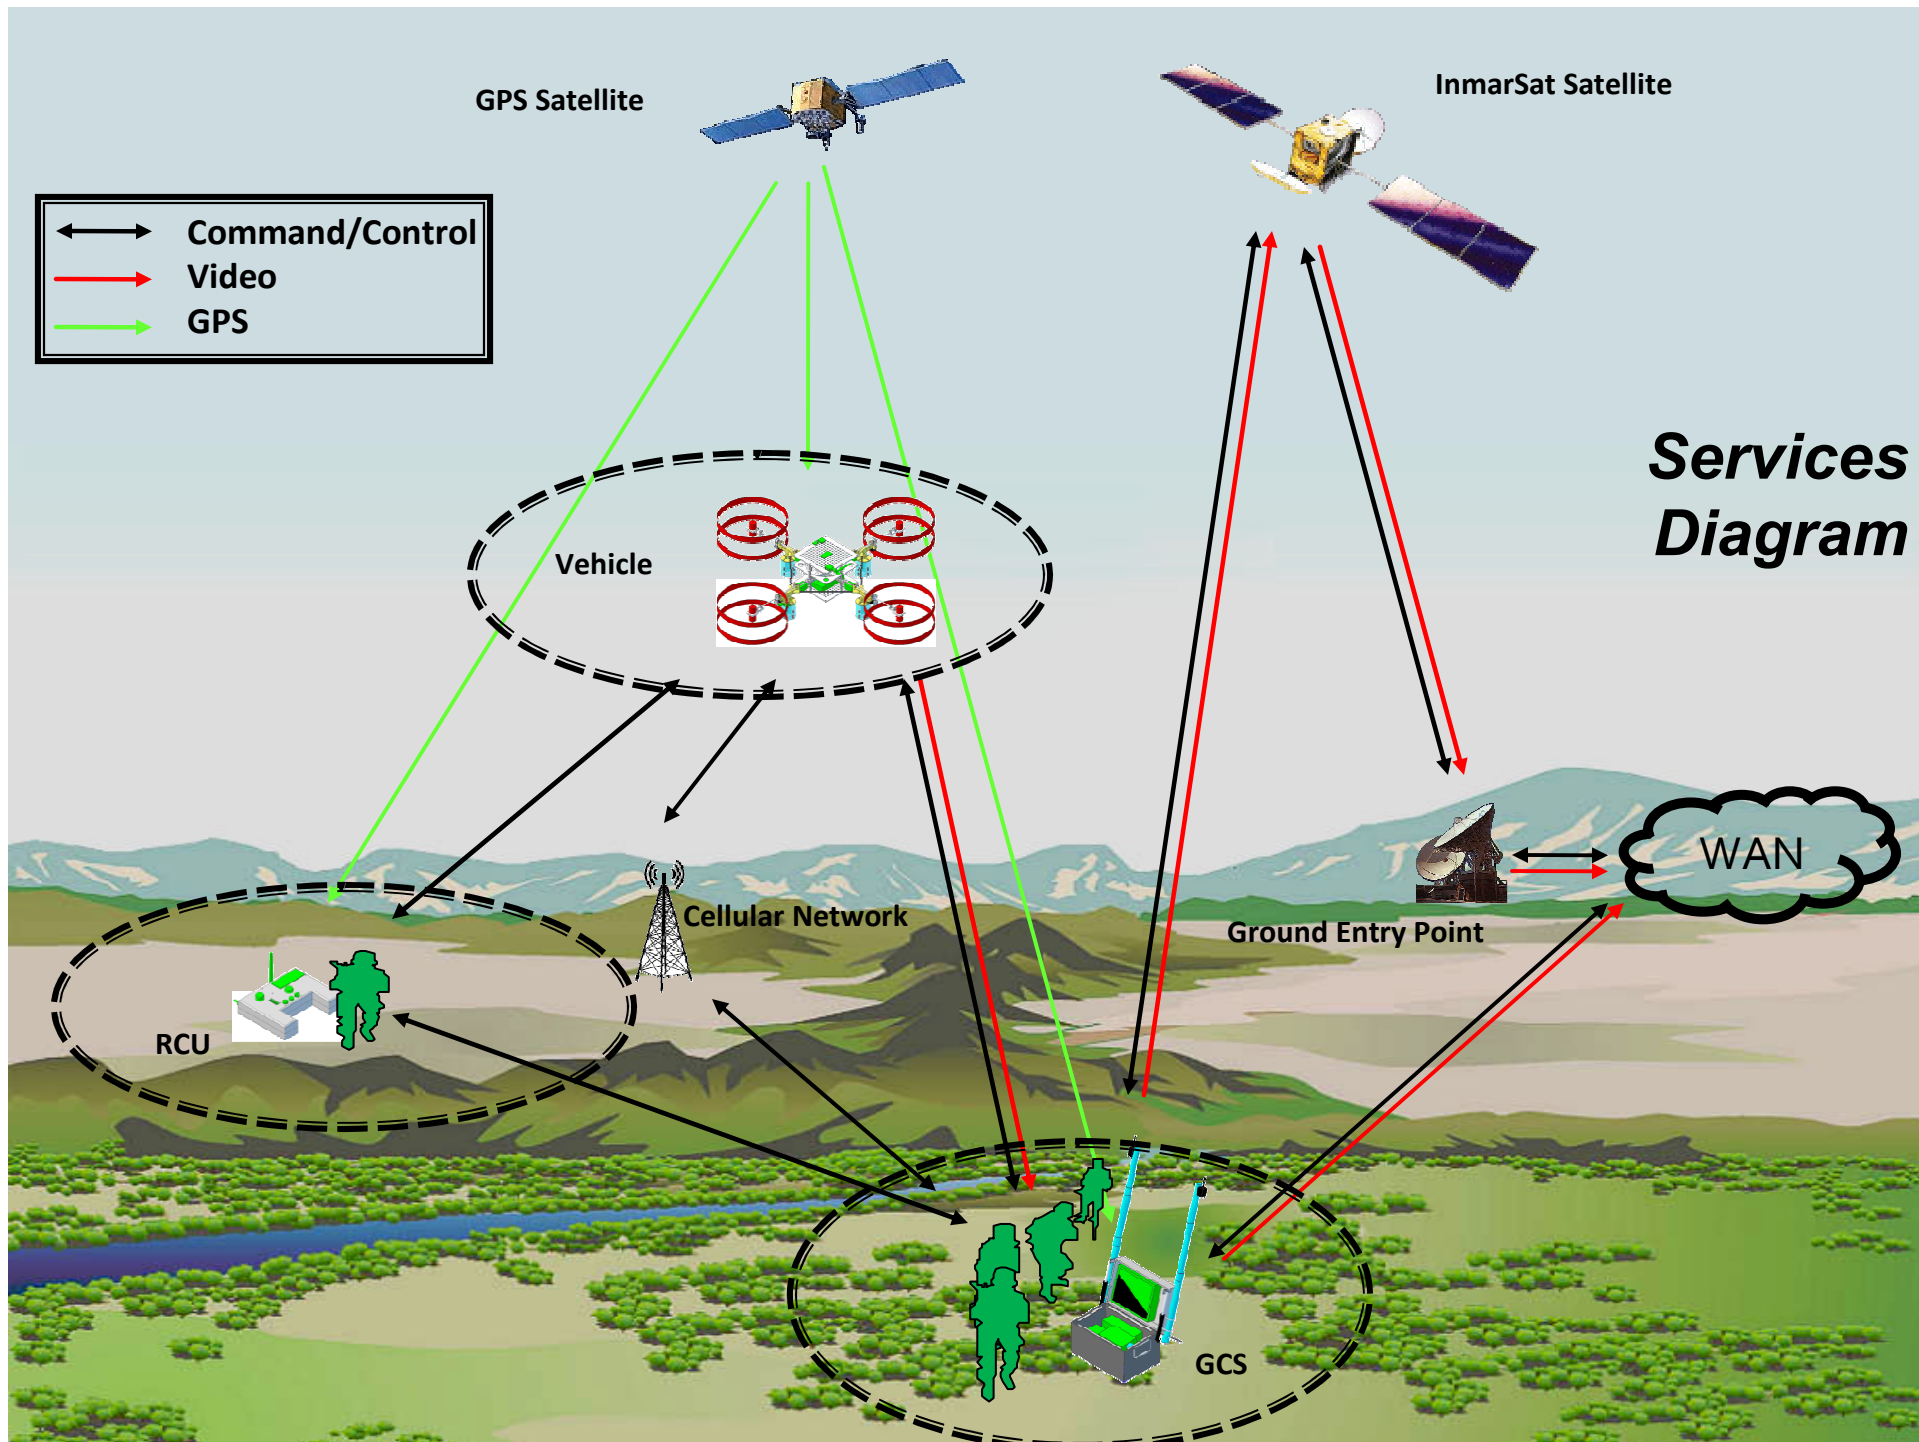 GPS Satellite
InmarSat Satellite
Command/Control
Video
GPS
Services
Diagram
Vehicle
WAN
Cellular Network
Ground Entry Point
RCU
GCS